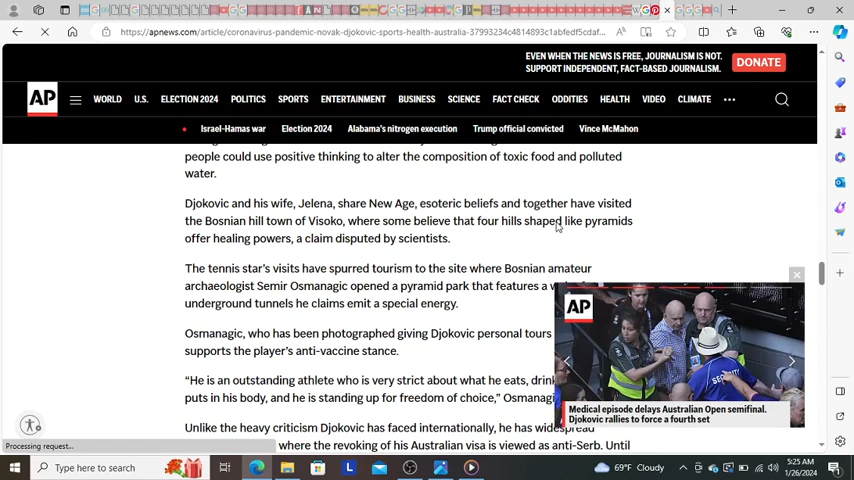 https://apnews.com/article/coronavirus-pandemic-novak-djokovic-sports-health-australia-37993234c4814893c1abfedf5cdaf...
EVEN WHEN THE NEWS IS FREE, JOURNALISM IS NOT.
SUPPORT INDEPENDENT, FACT-BASED JOURNALISM.
DONATE
AP
WORLD U.S. ELECTION 2024 POLITICS SPORTS ENTERTAINMENT BUSINESS SCIENCE FACT CHECK ODDITIES HEALTH VIDEO CLIMATE ...
Israel-Hamas war Election 2024 Alabama's nitrogen execution Trump official convicted Vince McMahon
people could use positive thinking to alter the composition of toxic food and polluted
water.
Djokovic and his wife, Jelena, share New Age, esoteric beliefs and together have visited
the Bosnian hill town of Visoko, where some believe that four hills shaped like pyramids
offer healing powers, a claim disputed by scientists.
The tennis star's visits have spurred tourism to the site where Bosnian amateur
archaeologist Semir Osmanagic opened a pyramid park that features a
underground tunnels he claims emit a special energy.
Osmanagic, who has been photographed giving Djokovic personal tours
supports the player's anti-vaccine stance.
"He is an outstanding athlete who is very strict about what he eats, drin
puts in his body, and he is standing up for freedom of choice," Osmanagi
Unlike the heavy criticism Djokovic has faced internationally, he has widespread
where the revoking of his Australian visa is viewed as anti-Serb. Until
AP
SECURITY
Medical episode delays Australian Open semifinal.
Djokovic rallies to force a fourth set
Processing request...
Type here to search
69°F Cloudy
5:25 AM
1/26/2024